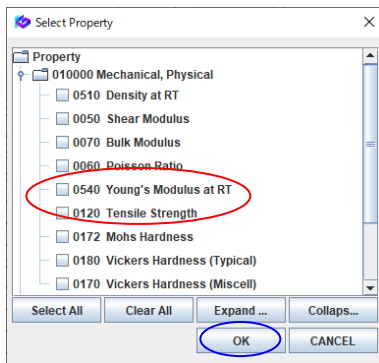 Select Property
Property
010000 Mechanical, Physical
0510 Density at RT
0050 Shear Modulus
0070 Bulk Modulus
0060 Poisson Ratio
0540 Young's Modulus at RT
0120 Tensile Strength
0172 Mohs Hardness
0180 Vickers Hardness (Typical)
0170 Vickers Hardness (Miscell)
Select All Clear All Expand ... Collaps...
OK CANCEL